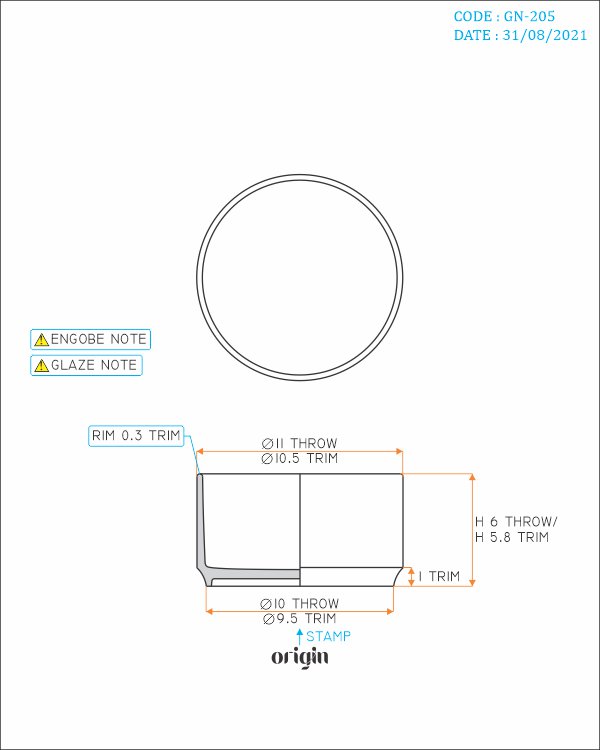 CODE : GN-205
DATE : 31/08/2021
ENGOBE NOTE
GLAZE NOTE
RIM 0.3 TRIM
⌀11 THROW
⌀10.5 TRIM
H 6 THROW/
H 5.8 TRIM
1 TRIM
⌀10 THROW
⌀9.5 TRIM
STAMP
origin